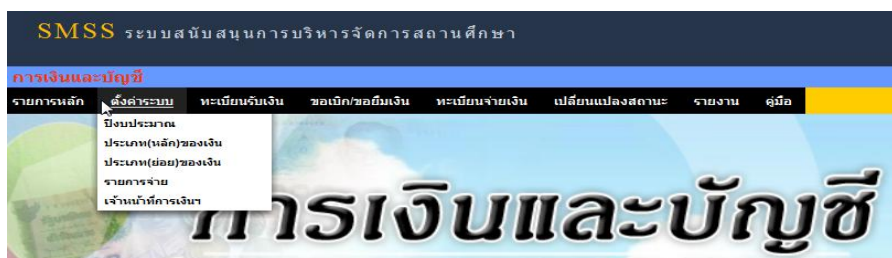 SMSS ระบบสนับสนุนการบริหารจัดการสถานศึกษา
การเงินและบัญชี
รายการหลัก ตั้งค่าระบบ ทะเบียนรับเงิน ขอเบิก/ขอยืมเงิน ทะเบียนจ่ายเงิน เปลี่ยนแปลงสถานะ รายงาน คู่มือ
ปีงบประมาณ
ประเภท(หลัก)ของเงิน
ประเภท(ย่อย)ของเงิน
รายการจ่าย
เจ้าหน้าที่การเงินฯ
การเงินและบัญชี